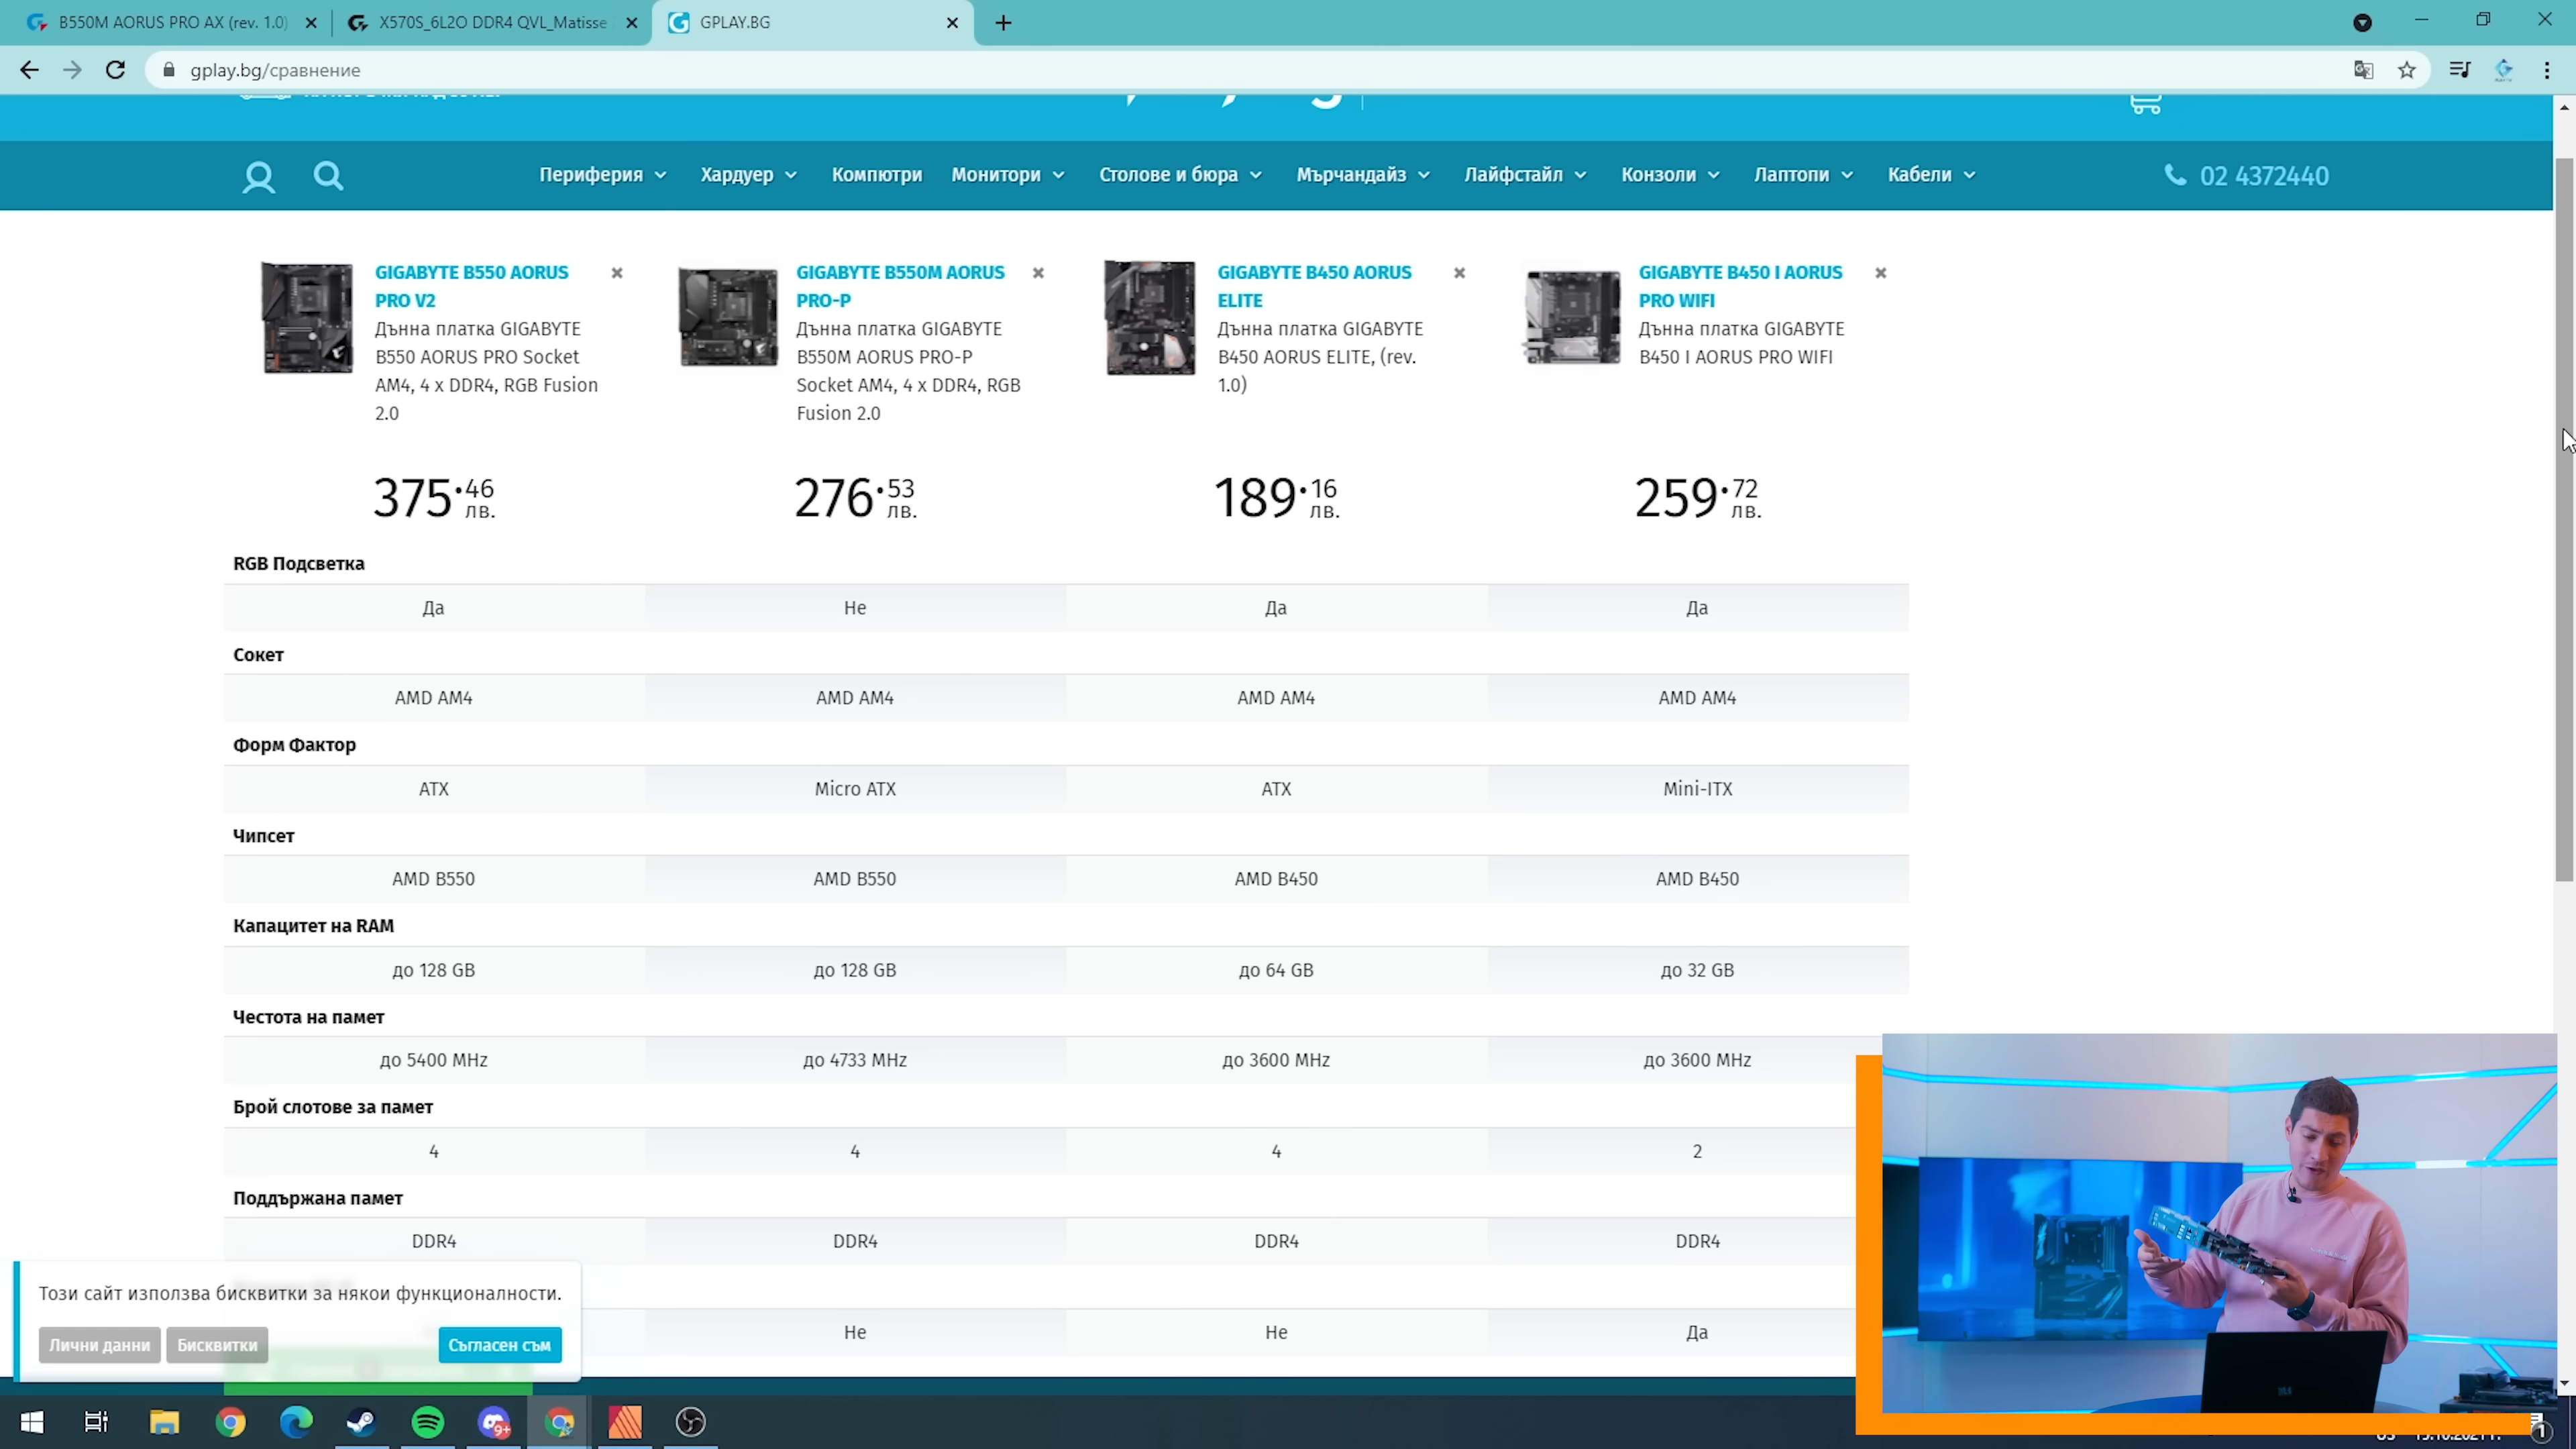 B550M AORUS PRO AX (rev. 1.0)
X570S_6L2O DDR4 QVL_Matisse
GPLAY.BG
gplay.bg/сравнение
Периферия
Хардуер
Компютри
Монитори
Столове и бюра
Мърчандайз
Лайфстайл
Конзоли
Лаптопи
Кабели
02 4372440
GIGABYTE B550 AORUS
PRO V2
Дънна платка GIGABYTE
B550 AORUS PRO Socket
AM4, 4 x DDR4, RGB Fusion
2.0
GIGABYTE B550M AORUS
PRO-P
Дънна платка GIGABYTE
B550M AORUS PRO-P
Socket AM4, 4 x DDR4, RGB
Fusion 2.0
GIGABYTE B450 AORUS
ELITE
Дънна платка GIGABYTE
B450 AORUS ELITE, (rev.
1.0)
GIGABYTE B450 I AORUS
PRO WIFI
Дънна платка GIGABYTE
B450 I AORUS PRO WIFI
375.46 лв.
276.53 лв.
189.16 лв.
259.72 лв.
RGB Подсветка
Да Не Да Да
Сокет
AMD AM4 AMD AM4 AMD AM4 AMD AM4
Форм Фактор
ATX Micro ATX ATX Mini-ITX
Чипсет
AMD B550 AMD B550 AMD B450 AMD B450
Капацитет на RAM
до 128 GB до 128 GB до 64 GB до 32 GB
Честота на памет
до 5400 MHz до 4733 MHz до 3600 MHz до 3600 MHz
Брой слотове за памет
4 4 4 2
Поддържана памет
DDR4 DDR4 DDR4 DDR4
Не Не Да
Този сайт използва бисквитки за някои функционалности.
Лични данни
Бисквитки
Съгласен съм
9+
1